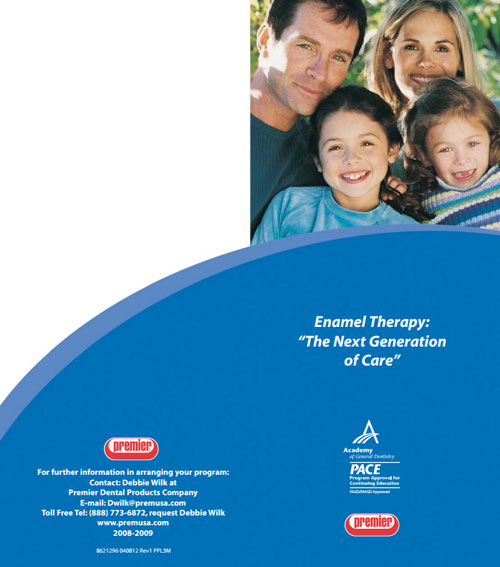 Enamel Therapy:
“The Next Generation
of Care”
Academy
of General Dentistry
PACE
Program Approved for
Continuing Education
FAGD/MAGD Approved
premier
premier
For further information in arranging your program:
Contact: Debbie Wilk at
Premier Dental Products Company
E-mail: Dwilk@premusa.com
Toll Free Tel: (888) 773-6872, request Debbie Wilk
www.premusa.com
2008-2009
8621296 040812 Rev1 PPL3M